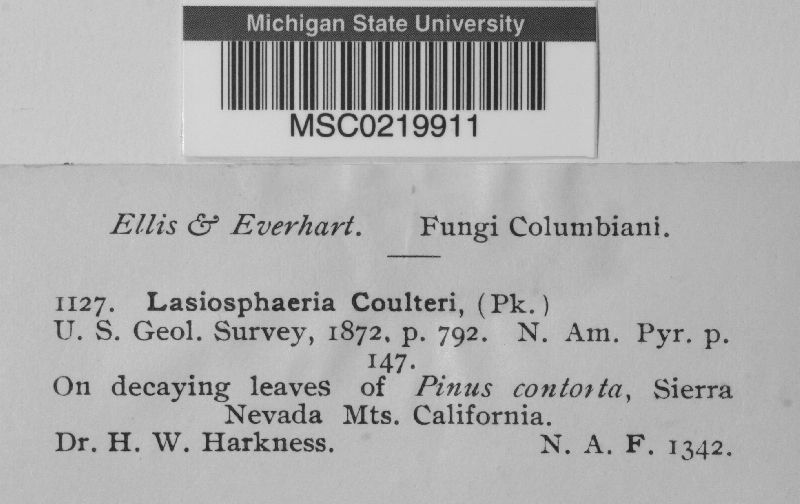 Michigan State University
MSC0219911
Ellis & Everhart. Fungi Columbiani.
1127. Lasiosphaeria Coulteri, (Pk.)
U. S. Geol. Survey, 1872, p. 792. N. Am. Pyr. p.
147.
On decaying leaves of Pinus contorta, Sierra
Nevada Mts. California.
Dr. H. W. Harkness. N. A. F. 1342.